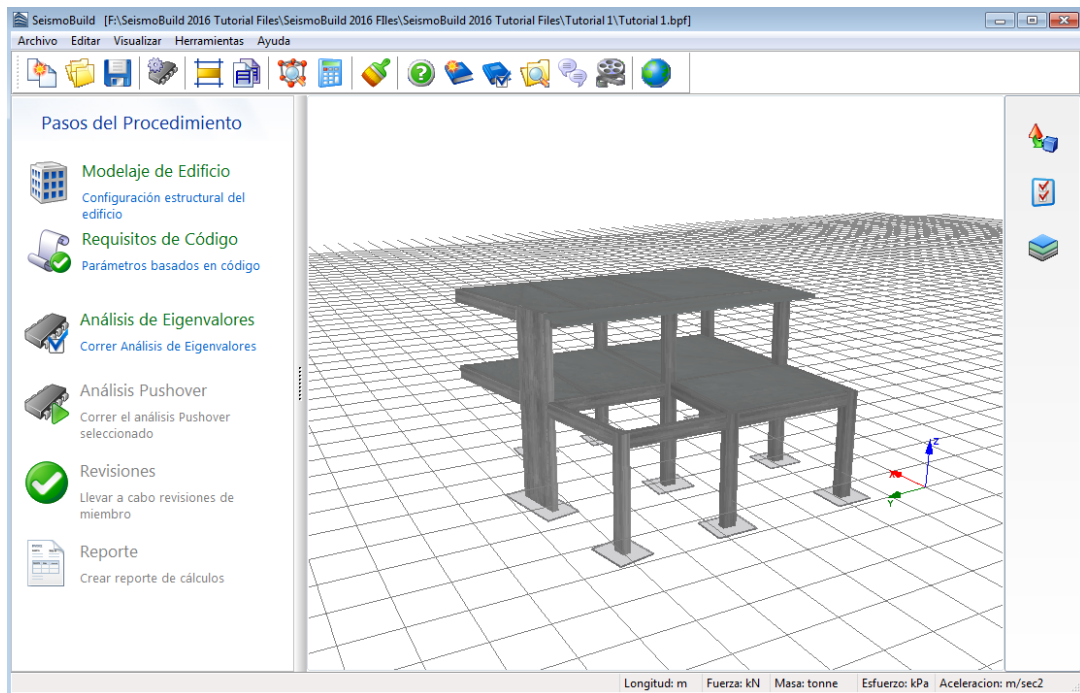 SeismoBuild [F:\SeismoBuild 2016 Tutorial Files\SeismoBuild 2016 FIles\SeismoBuild 2016 Tutorial Files\Tutorial 1\Tutorial 1.bpf]
Archivo Editar Visualizar Herramientas Ayuda
Pasos del Procedimiento
Modelaje de Edificio
Configuración estructural del
edificio
Requisitos de Código
Parámetros basados en código
Análisis de Eigenvalores
Correr Análisis de Eigenvalores
Análisis Pushover
Correr el análisis Pushover
seleccionado
Revisiones
Llevar a cabo revisiones de
miembro
Reporte
Crear reporte de cálculos
Z
X
Y
Longitud: m Fuerza: kN Masa: tonne Esfuerzo: kPa Aceleracion: m/sec2